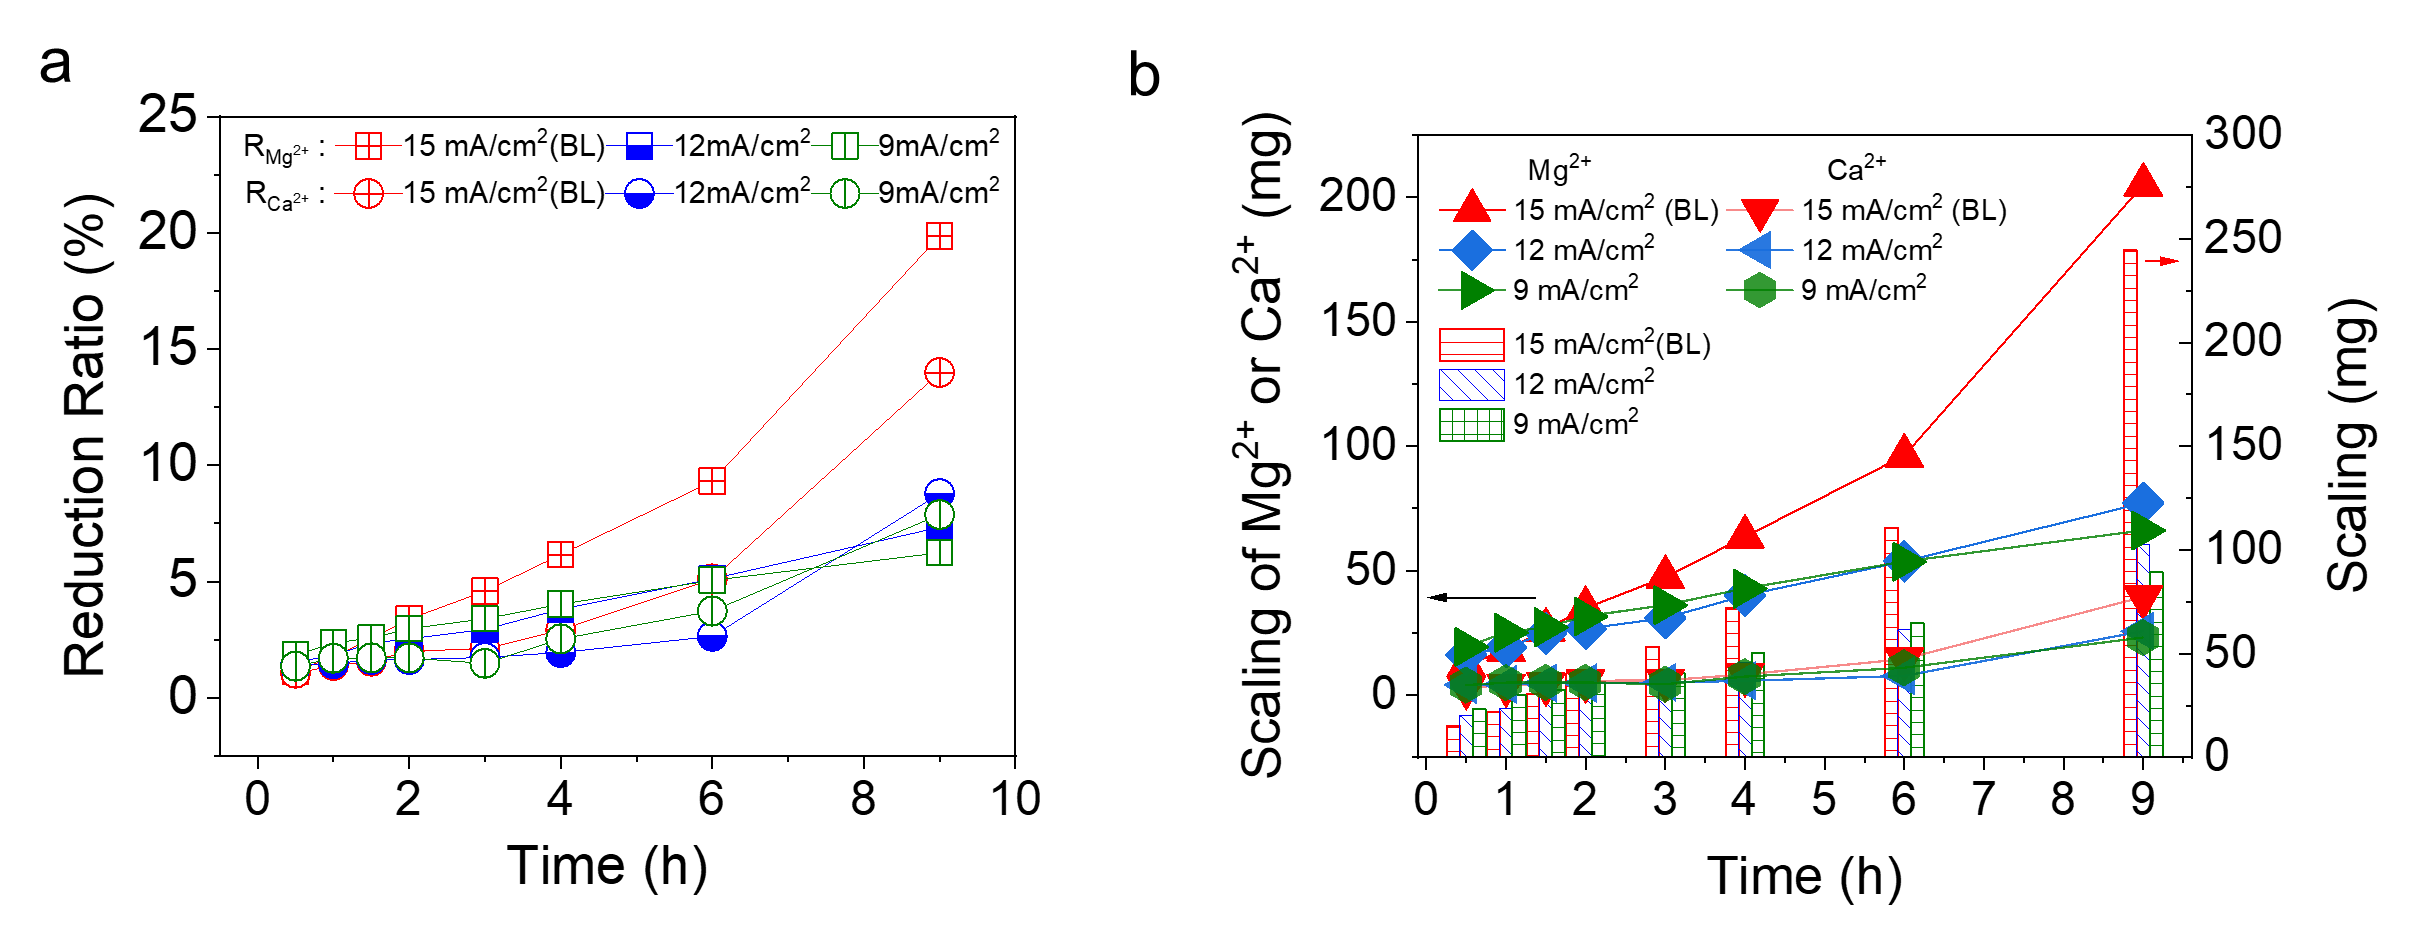 a
25
20
15
10
5
0
Reduction Ratio (%)
R_Mg²⁺ : 15 mA/cm²(BL) 12mA/cm² 9mA/cm²
R_Ca²⁺ : 15 mA/cm²(BL) 12mA/cm² 9mA/cm²
0 2 4 6 8 10
Time (h)
b
Scaling of Mg²⁺ or Ca²⁺ (mg)
200
150
100
50
0
Mg²⁺ Ca²⁺
15 mA/cm² (BL) 15 mA/cm² (BL)
12 mA/cm² 12 mA/cm²
9 mA/cm² 9 mA/cm²
15 mA/cm²(BL)
12 mA/cm²
9 mA/cm²
300
250
200
150
100
50
0
Scaling (mg)
0 1 2 3 4 5 6 7 8 9
Time (h)